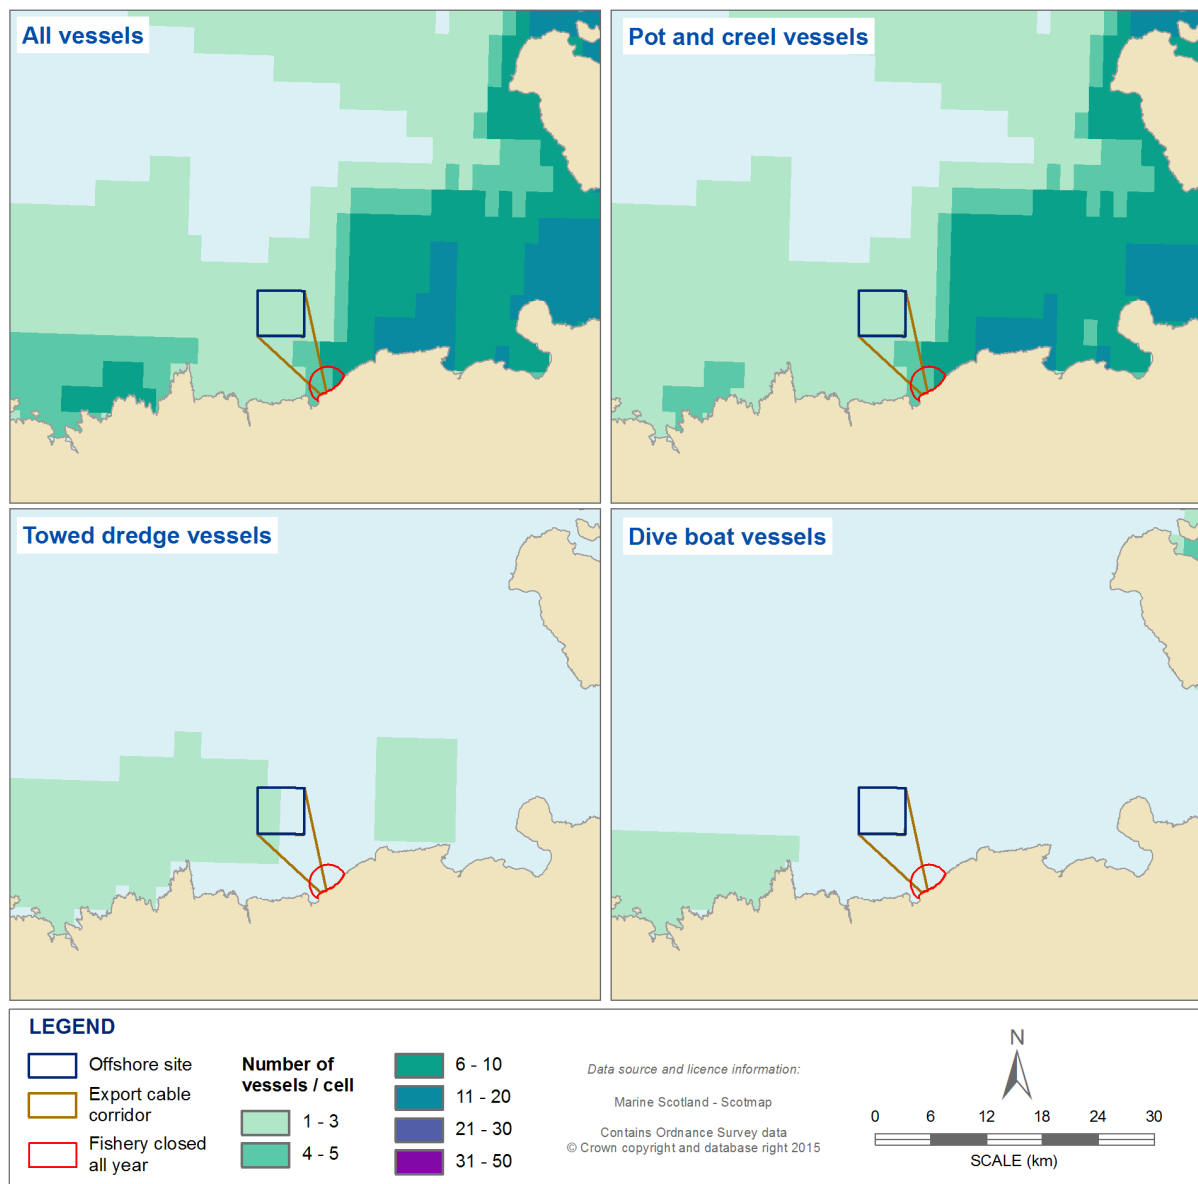 All vessels
Pot and creel vessels
Towed dredge vessels
Dive boat vessels
LEGEND
Offshore site
Export cable
corridor
Fishery closed
all year
Number of
vessels / cell
1 - 3
4 - 5
6 - 10
11 - 20
21 - 30
31 - 50
Data source and licence information:
Marine Scotland - Scotmap
Contains Ordnance Survey data
© Crown copyright and database right 2015
N
0 6 12 18 24 30
SCALE (km)